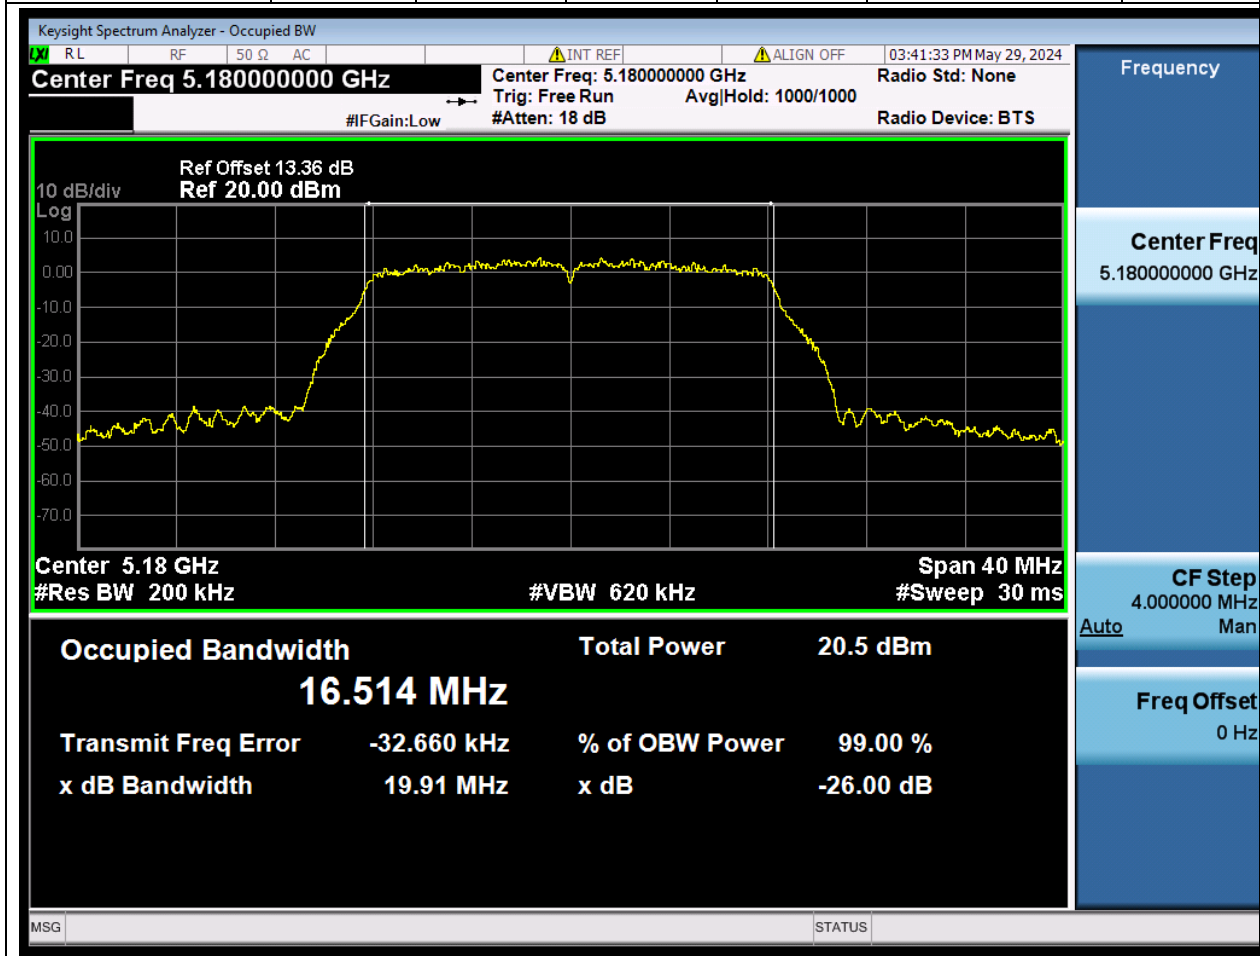 Keysight Spectrum Analyzer - Occupied BW
LXI RL RF 50 Ω AC INT REF ALIGN OFF 03:41:33 PM May 29, 2024
Center Freq 5.180000000 GHz
Center Freq: 5.180000000 GHz
Radio Std: None
Trig: Free Run Avg|Hold: 1000/1000
#IFGain:Low
#Atten: 18 dB
Radio Device: BTS
Ref Offset 13.36 dB
10 dB/div Ref 20.00 dBm
Log
10.0
0.00
-10.0
-20.0
-30.0
-40.0
-50.0
-60.0
-70.0
Center 5.18 GHz Span 40 MHz
#Res BW 200 kHz #VBW 620 kHz #Sweep 30 ms
Occupied Bandwidth Total Power 20.5 dBm
16.514 MHz
Transmit Freq Error -32.660 kHz % of OBW Power 99.00 %
x dB Bandwidth 19.91 MHz x dB -26.00 dB
MSG STATUS
Frequency
Center Freq
5.180000000 GHz
CF Step
4.000000 MHz
Auto Man
Freq Offset
0 Hz